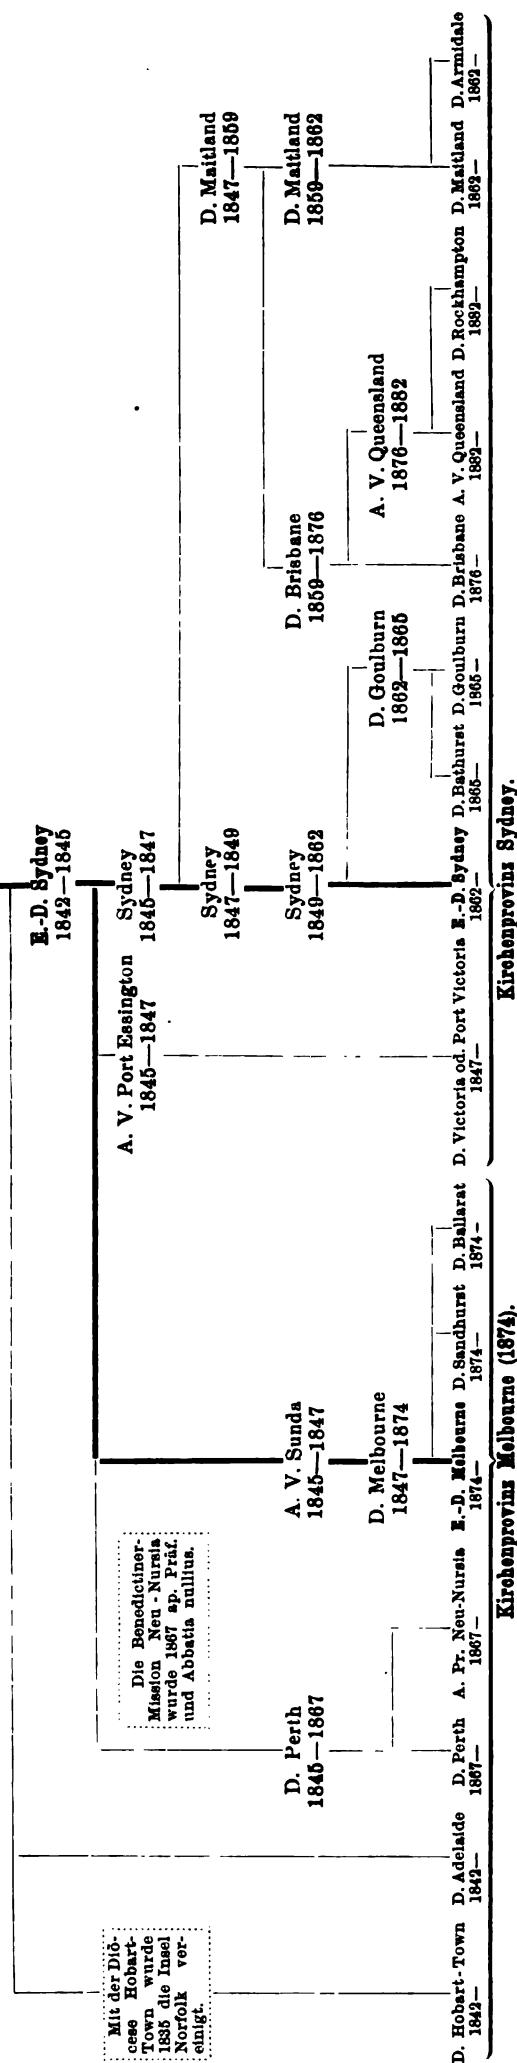 E.-D. Sydney
1842—1845
A. V. Port Essington
1845—1847
Sydney
1845—1847
Mit der Diö-
cese Hobart-
Town wurde
1835 die Insel
Norfolk ver-
einigt.
Die Benedictiner-
Mission Neu-Nursia
wurde 1867 ap. Präf.
und Abbatia nullius.
Sydney
1847—1849
D. Maitland
1847—1859
D. Perth
1845—1867
A. V. Sunda
1845—1847
Sydney
1849—1862
D. Brisbane
1859—1876
D. Maitland
1859—1862
D. Melbourne
1847—1874
D. Goulburn
1862—1865
A. V. Queensland
1876—1882
D. Hobart-Town D. Adelaide D. Perth A. Pr. Neu-Nursia E.-D. Melbourne D. Sandhurst D. Ballarat D. Victoria od. Port Victoria E.-D. Sydney D. Bathurst D. Goulburn D. Brisbane A. V. Queensland D. Rockhampton D. Maitland D. Armidale
1842— 1842— 1867— 1867— 1874— 1874— 1874— 1847— 1862— 1865— 1865— 1876— 1882— 1882— 1862— 1862—
Kirchenprovinz Melbourne (1874).
Kirchenprovinz Sydney.